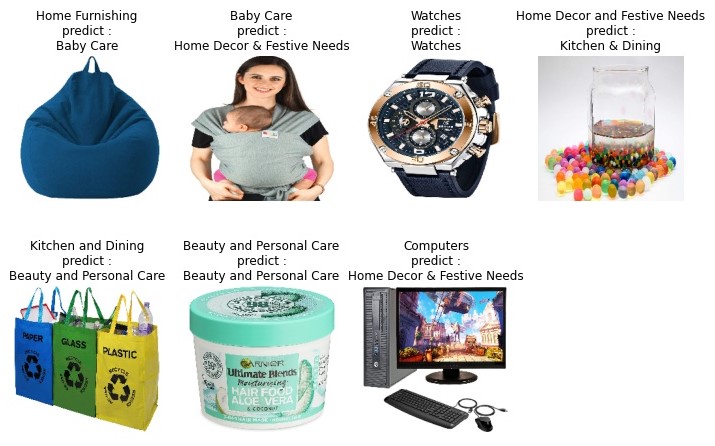 Home Furnishing
predict :
Baby Care
Baby Care
predict :
Home Decor & Festive Needs
Watches
predict :
Watches
Home Decor and Festive Needs
predict :
Kitchen & Dining
Kitchen and Dining
predict :
Beauty and Personal Care
Beauty and Personal Care
predict :
Beauty and Personal Care
Computers
predict :
Home Decor & Festive Needs
PAPER
GLASS
PLASTIC
GARNIER
Ultimate Blends
Moisturising
HAIR FOOD
ALOE VERA
& COCONUT